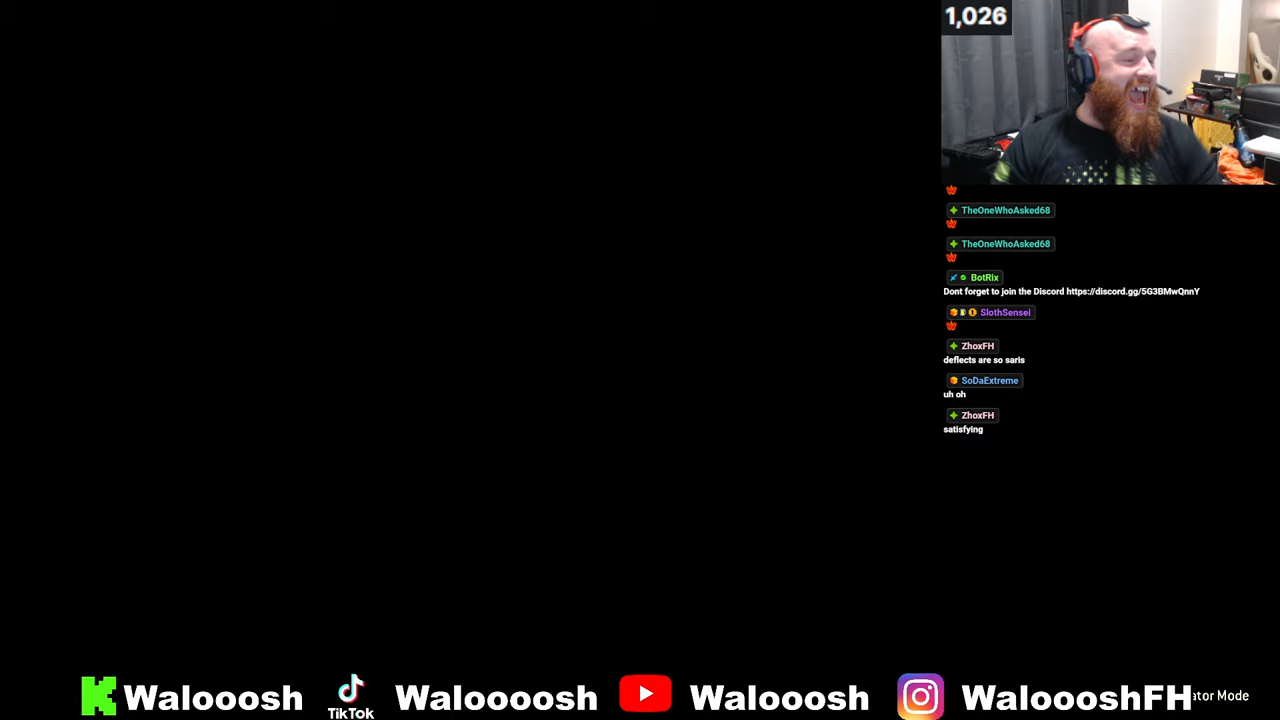 1,026
TheOneWhoAsked68
TheOneWhoAsked68
BotRix
Dont forget to join the Discord https://discord.gg/5G3BMwQnnY
SlothSensei
ZhoxFH
deflects are so saris
SoDaExtreme
uh oh
ZhoxFH
satisfying
Walooosh
TikTok
Waloooosh
Walooosh
WaloooshFH
ator Mode